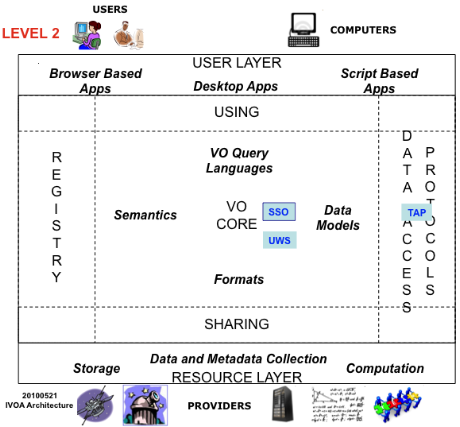 USERS
COMPUTERS
LEVEL 2
USER LAYER
Browser Based
Apps
Desktop Apps
Script Based
Apps
USING
REGISTRY
VO Query
Languages
Semantics
VO
CORE
SSO
UWS
Data
Models
Formats
DATA ACCESS
PROTOCOLS
TAP
SHARING
Data and Metadata Collection
Storage
Computation
RESOURCE LAYER
20100521
IVOA Architecture
PROVIDERS